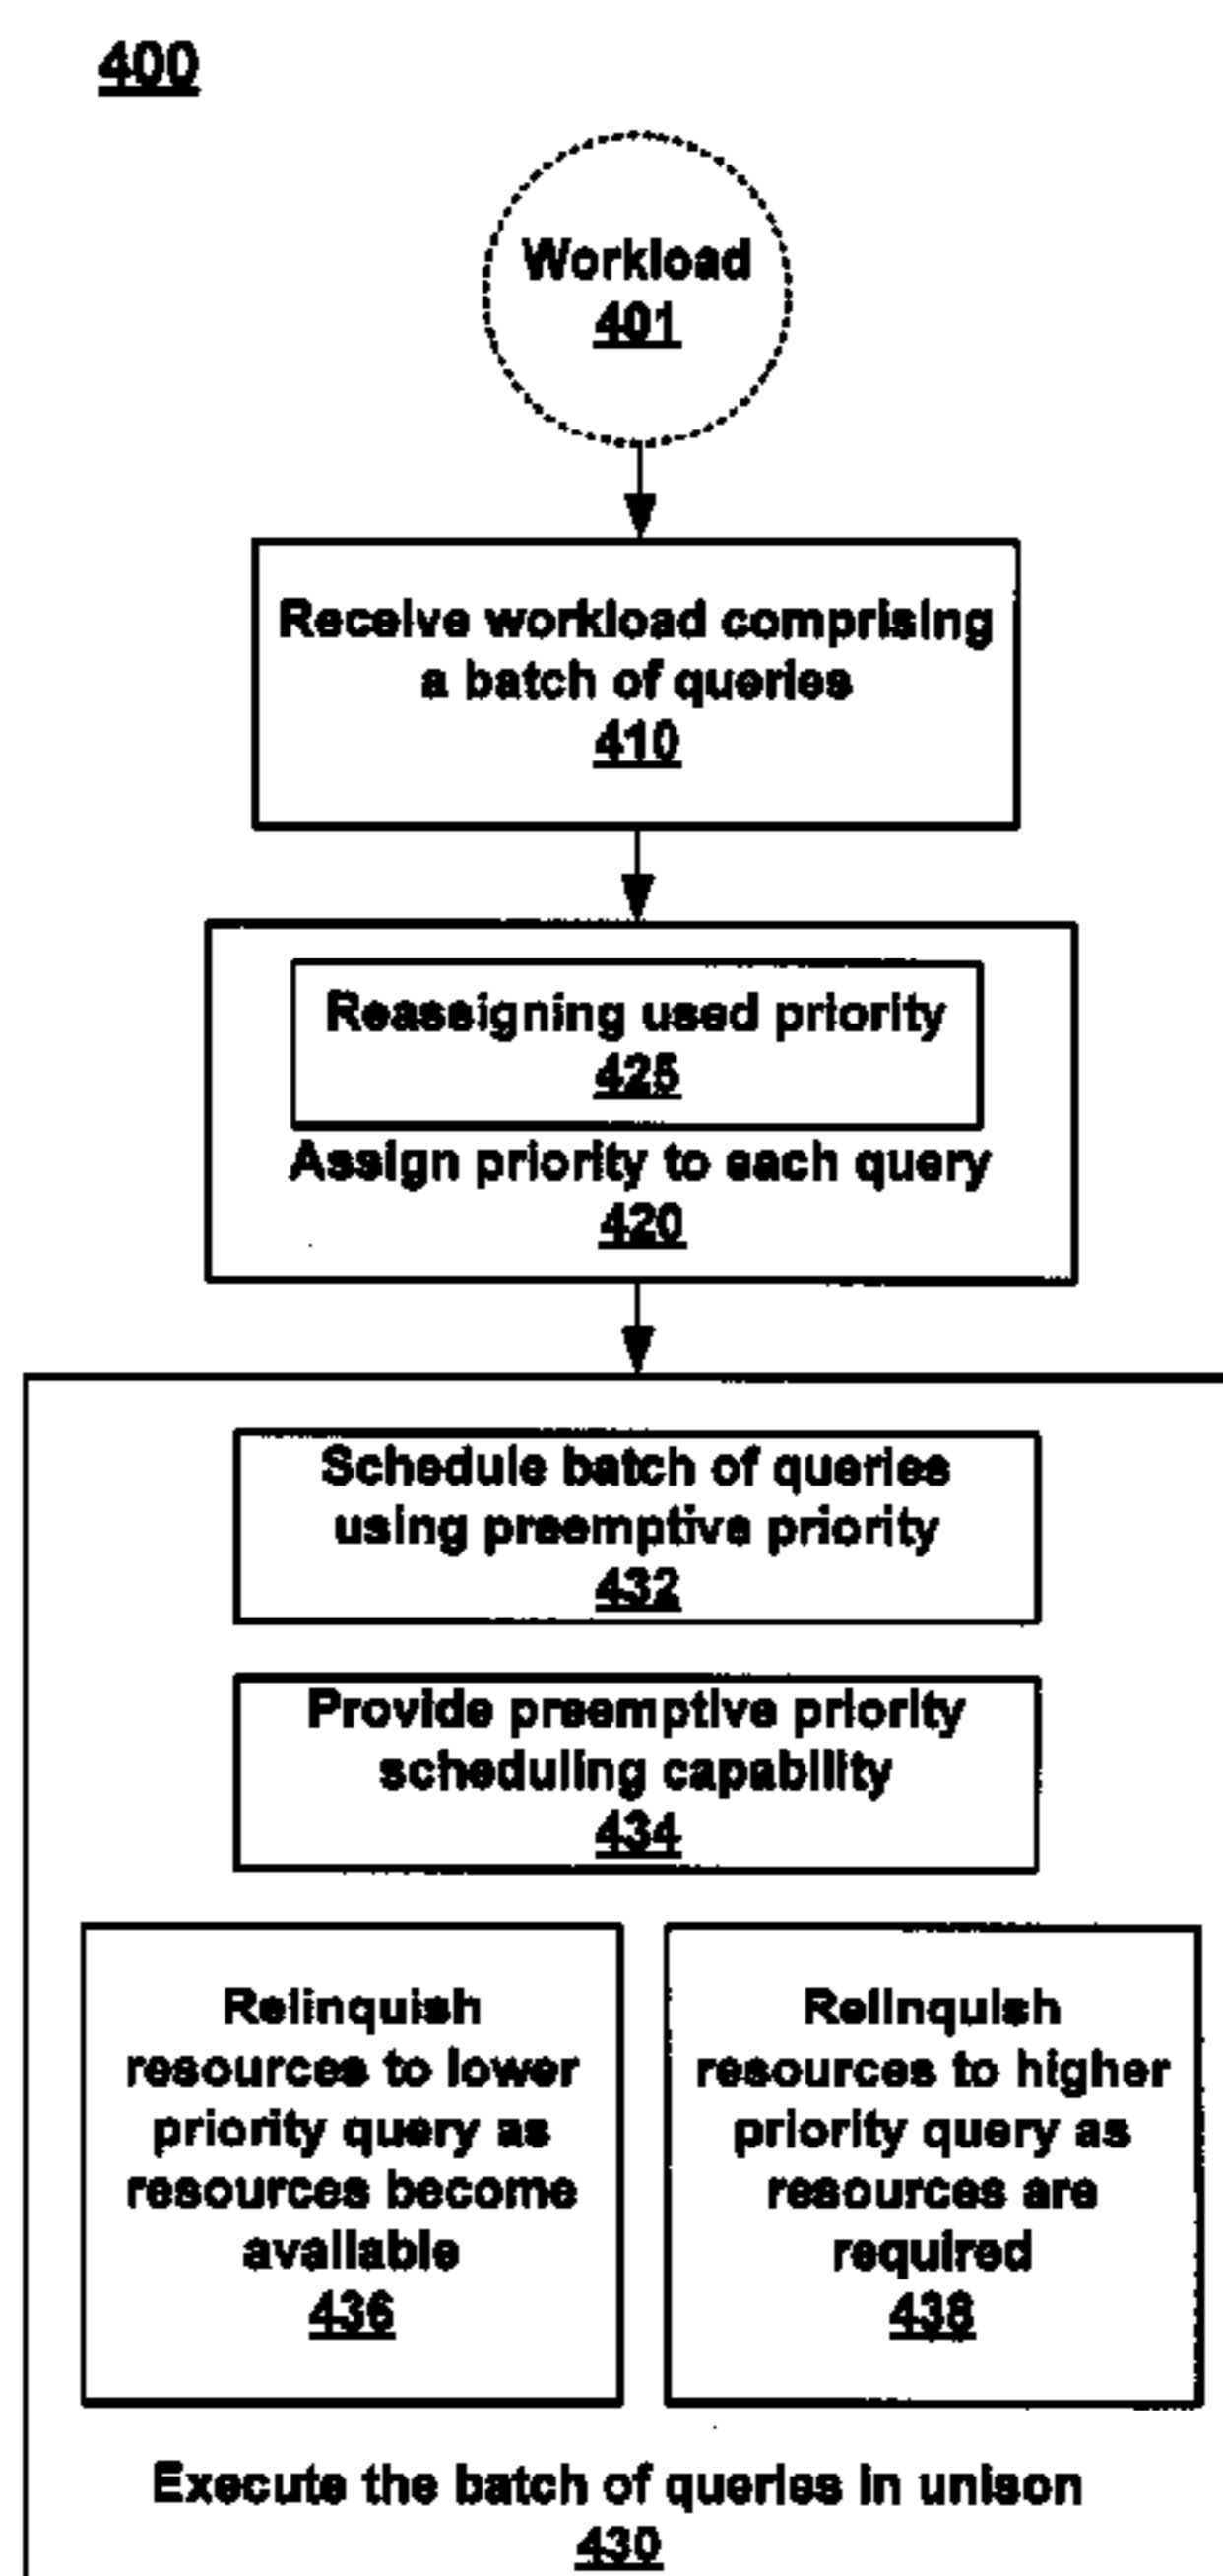 400
Workload
401
Receive workload comprising
a batch of queries
410
Reassigning used priority
425
Assign priority to each query
420
Schedule batch of queries
using preemptive priority
432
Provide preemptive priority
scheduling capability
434
Relinquish
resources to lower
priority query as
resources become
available
436
Relinquish
resources to higher
priority query as
resources are
required
438
Execute the batch of queries in unison
430